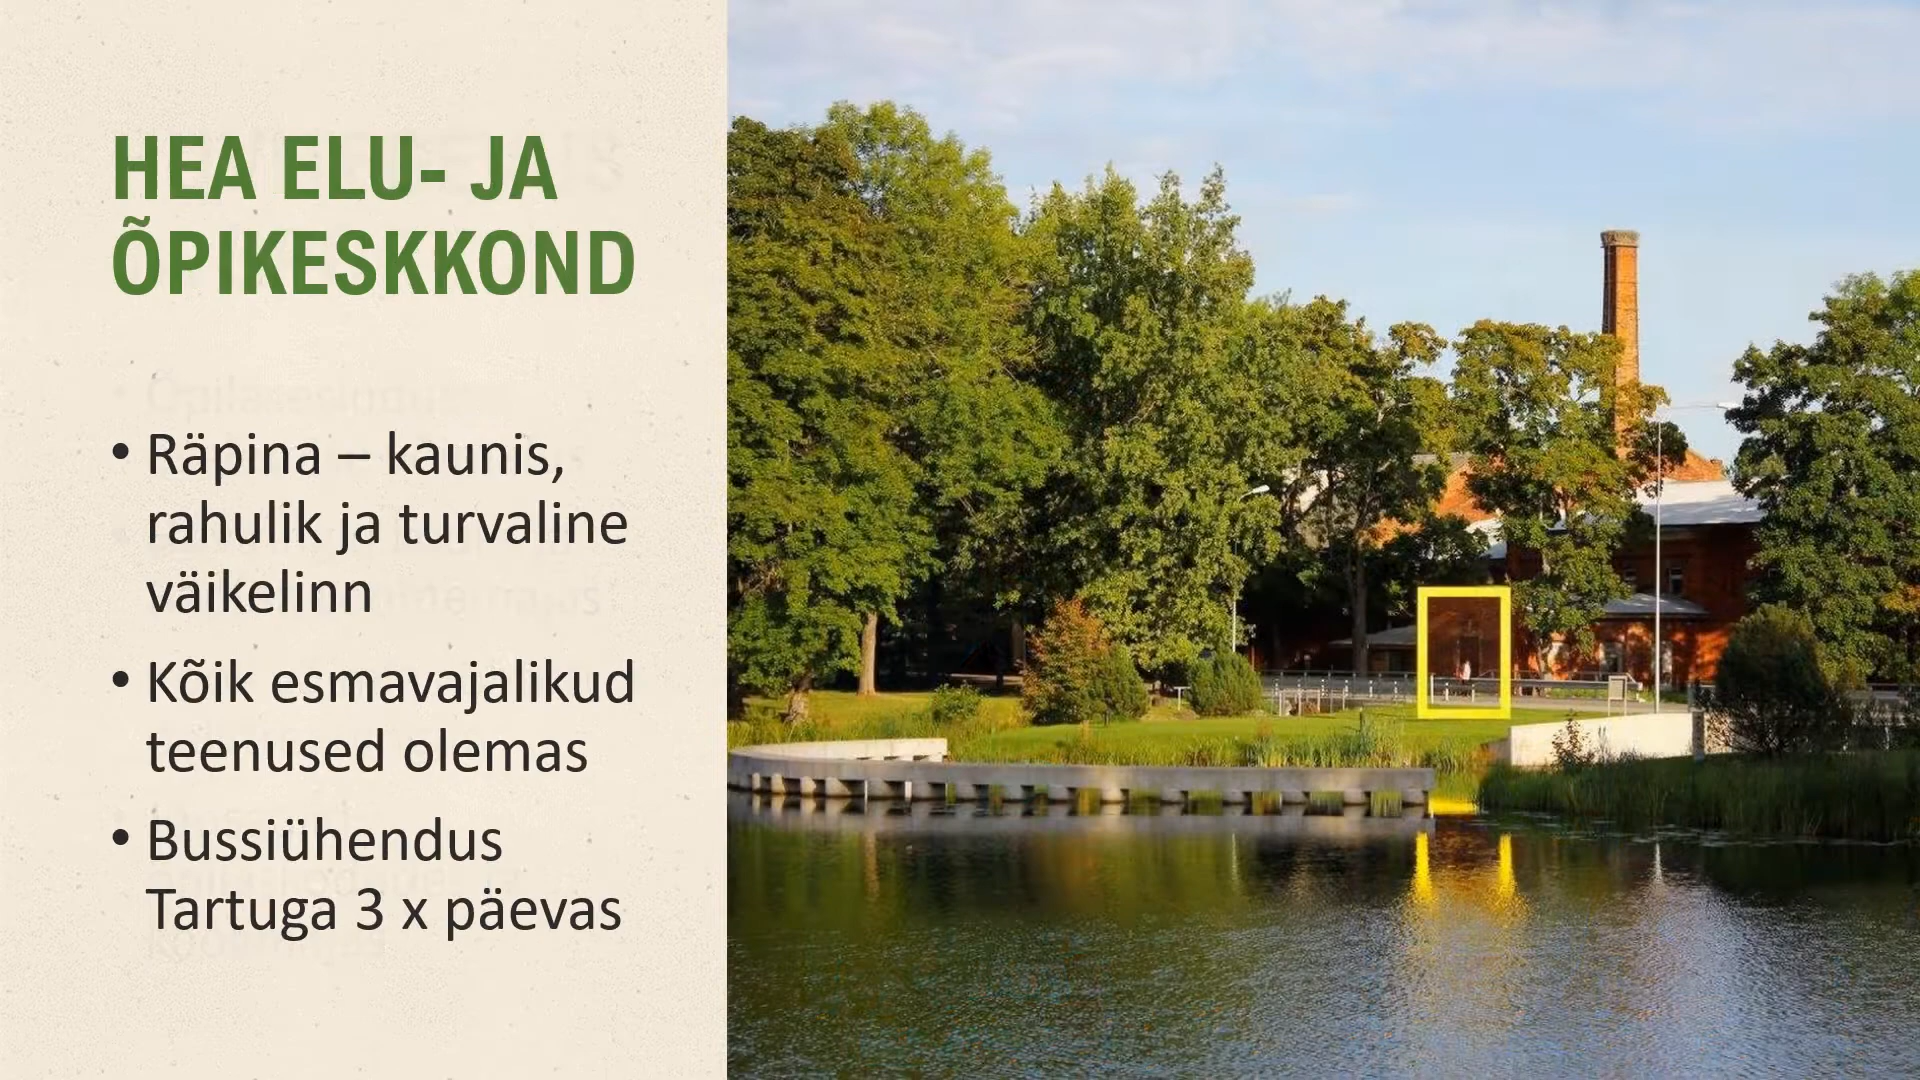 HEA ELU- JA
ÕPIKESKKOND
• Räpina – kaunis,
rahulik ja turvaline
väikelinn
• Kõik esmavajalikud
teenused olemas
• Bussiühendus
Tartuga 3 x päevas